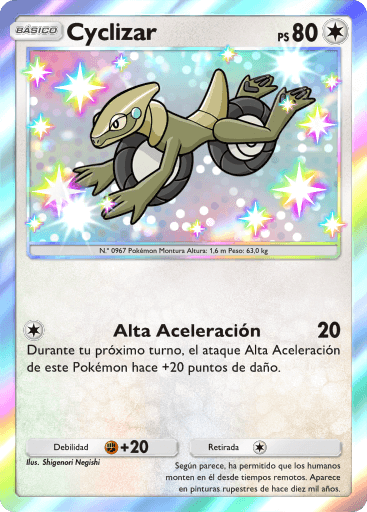 BÁSICO Cyclizar PS 80
N.º 0967 Pokémon Montura Altura: 1,6 m Peso: 63,0 kg
Alta Aceleración 20
Durante tu próximo turno, el ataque Alta Aceleración
de este Pokémon hace +20 puntos de daño.
Debilidad +20 Retirada
Ilus. Shigenori Negishi
Según parece, ha permitido que los humanos
monten en él desde tiempos remotos. Aparece
en pinturas rupestres de hace diez mil años.